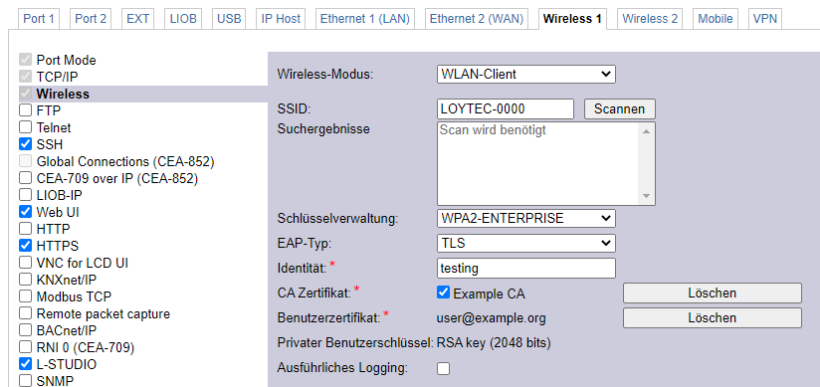 Port 1 Port 2 EXT LIOB USB IP Host Ethernet 1 (LAN) Ethernet 2 (WAN) Wireless 1 Wireless 2 Mobile VPN
Port Mode
TCP/IP
Wireless
FTP
Telnet
SSH
Global Connections (CEA-852)
CEA-709 over IP (CEA-852)
LIOB-IP
Web UI
HTTP
HTTPS
VNC for LCD UI
KNXnet/IP
Modbus TCP
Remote packet capture
BACnet/IP
RNI 0 (CEA-709)
L-STUDIO
SNMP
Wireless-Modus: WLAN-Client
SSID: LOYTEC-0000 Scannen
Suchergebnisse Scan wird benötigt
Schlüsselverwaltung: WPA2-ENTERPRISE
EAP-Typ: TLS
Identität: * testing
CA Zertifikat: * Example CA Löschen
Benutzerzertifikat: * user@example.org Löschen
Privater Benutzerschlüssel: RSA key (2048 bits)
Ausführliches Logging: